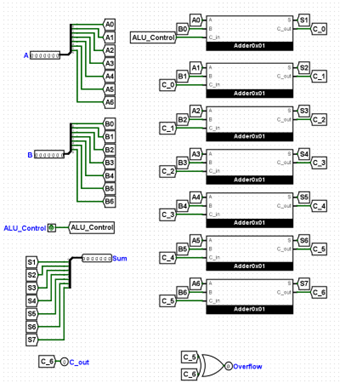 A
A0
A1
A2
A3
A4
A5
A6
B
B0
B1
B2
B3
B4
B5
B6
ALU_Control
ALU_Control
S1
S2
S3
S4
S5
S6
S7
Sum
C_6
C_out
A0
B0
ALU_Control
A
B
C_in
S
C_out
Adder0x01
S1
C_0
A1
B1
C_0
A
B
C_in
S
C_out
Adder0x01
S2
C_1
A2
B2
C_1
A
B
C_in
S
C_out
Adder0x01
S3
C_2
A3
B3
C_2
A
B
C_in
S
C_out
Adder0x01
S4
C_3
A4
B4
C_3
A
B
C_in
S
C_out
Adder0x01
S5
C_4
A5
B5
C_4
A
B
C_in
S
C_out
Adder0x01
S6
C_5
A6
B6
C_5
A
B
C_in
S
C_out
Adder0x01
S7
C_6
C_5
C_6
Overflow